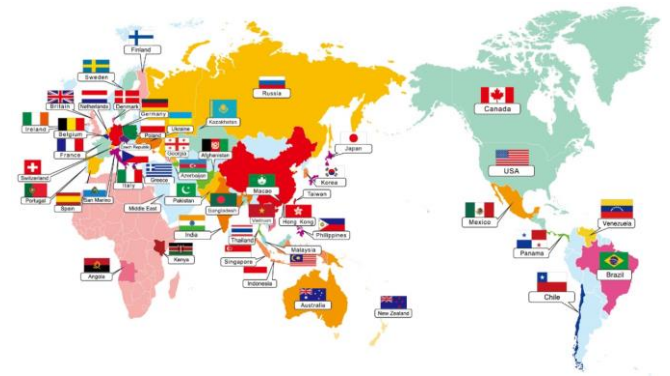 Finland
Sweden
Russia
Britain
Netherlands
Denmark
Germany
Canada
Ireland
Belgium
Poland
Ukraine
Kazakhstan
France
Czech Republic
Georgia
Afghanistan
Japan
USA
Switzerland
Italy
Greece
Azerbaijan
Korea
Macao
Taiwan
Portugal
Spain
San Marino
Middle East
Pakistan
Bangladesh
Vietnam
Hong Kong
Mexico
Venezuela
India
Thailand
Philippines
Panama
Kenya
Malaysia
Singapore
Angola
Brazil
Indonesia
Chile
Australia
New Zealand